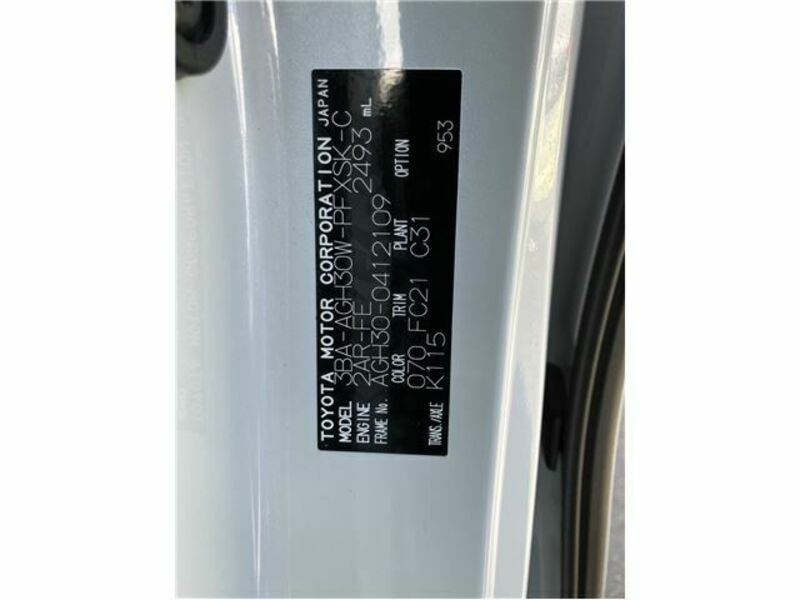 TOYOTA MOTOR CORPORATION JAPAN
MODEL 3BA-AGH30W-PFXSK-C
ENGINE 2AR-FE 2493 mL
FRAME No. AGH30-0412109
COLOR TRIM PLANT OPTION
070 FC21 C31
TRANS./AXLE K115 953